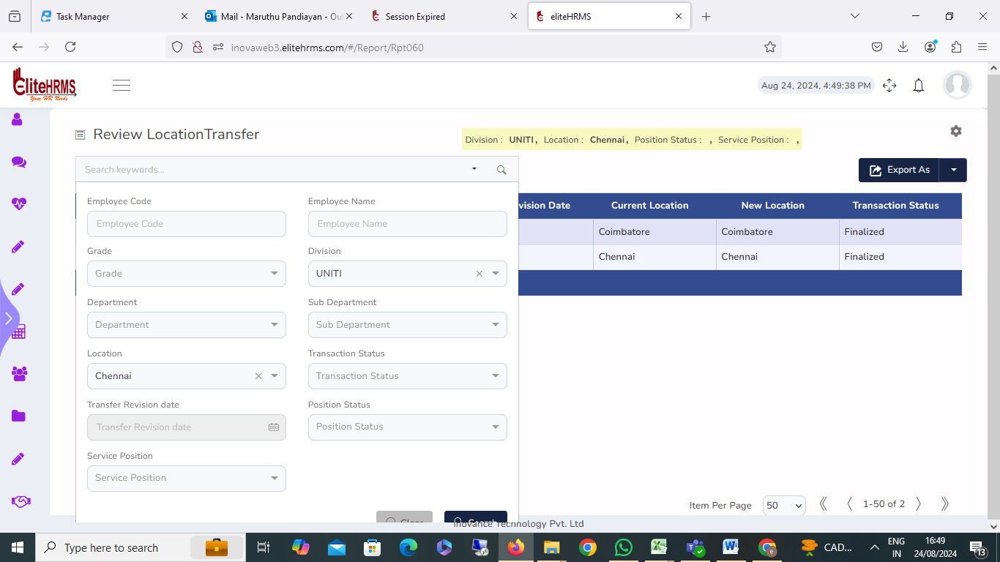 Task Manager
Mail - Maruthu Pandiayan - Ou
Session Expired
eliteHRMS
inovaweb3.elitehrms.com/#/Report/Rpt060
EliteHRMS
Your HR Needs
Aug 24, 2024, 4:49:38 PM
Review LocationTransfer
Division : UNITI, Location : Chennai, Position Status : , Service Position : ,
Search keywords...
Export As
Employee Code
Employee Name
Employee Code
Employee Name
vision Date
Current Location
New Location
Transaction Status
Coimbatore
Coimbatore
Finalized
Chennai
Chennai
Finalized
Grade
Division
Grade
UNITI
Department
Sub Department
Department
Sub Department
Location
Transaction Status
Chennai
Transaction Status
Transfer Revision date
Position Status
Transfer Revision date
Position Status
Service Position
Service Position
Clear
Search
Item Per Page
50
1-50 of 2
Inovance Technology Pvt. Ltd
Type here to search
CAD...
ENG
IN
16:49
24/08/2024
13